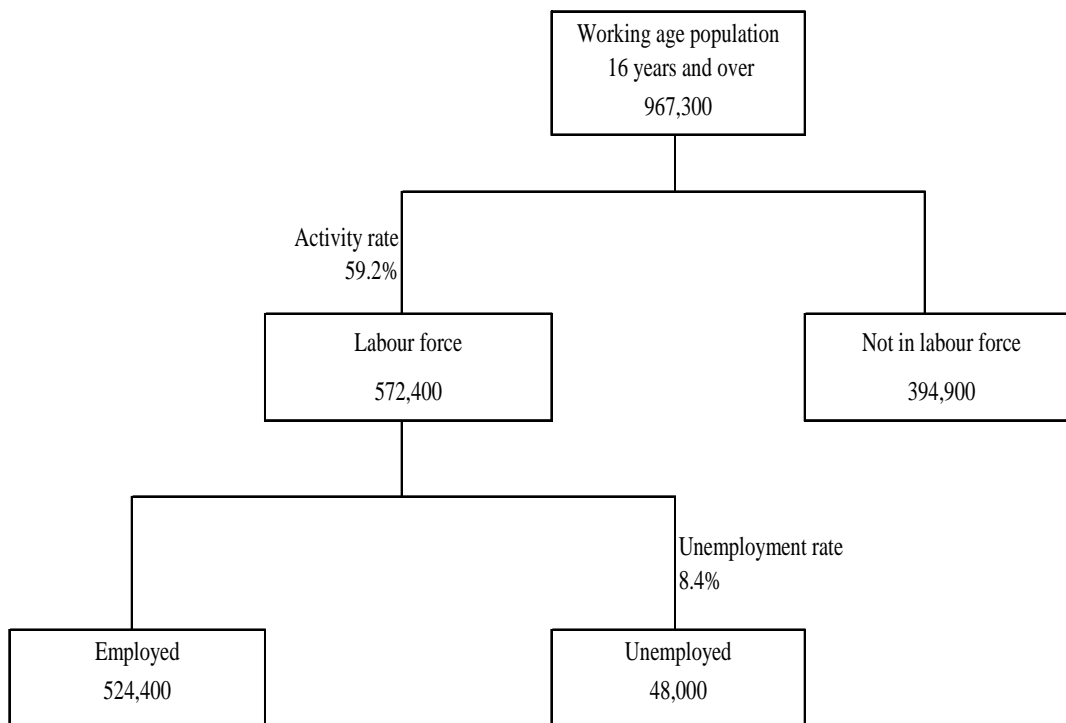 Working age population
16 years and over
967,300
Activity rate
59.2%
Labour force
572,400
Not in labour force
394,900
Unemployment rate
8.4%
Employed
524,400
Unemployed
48,000